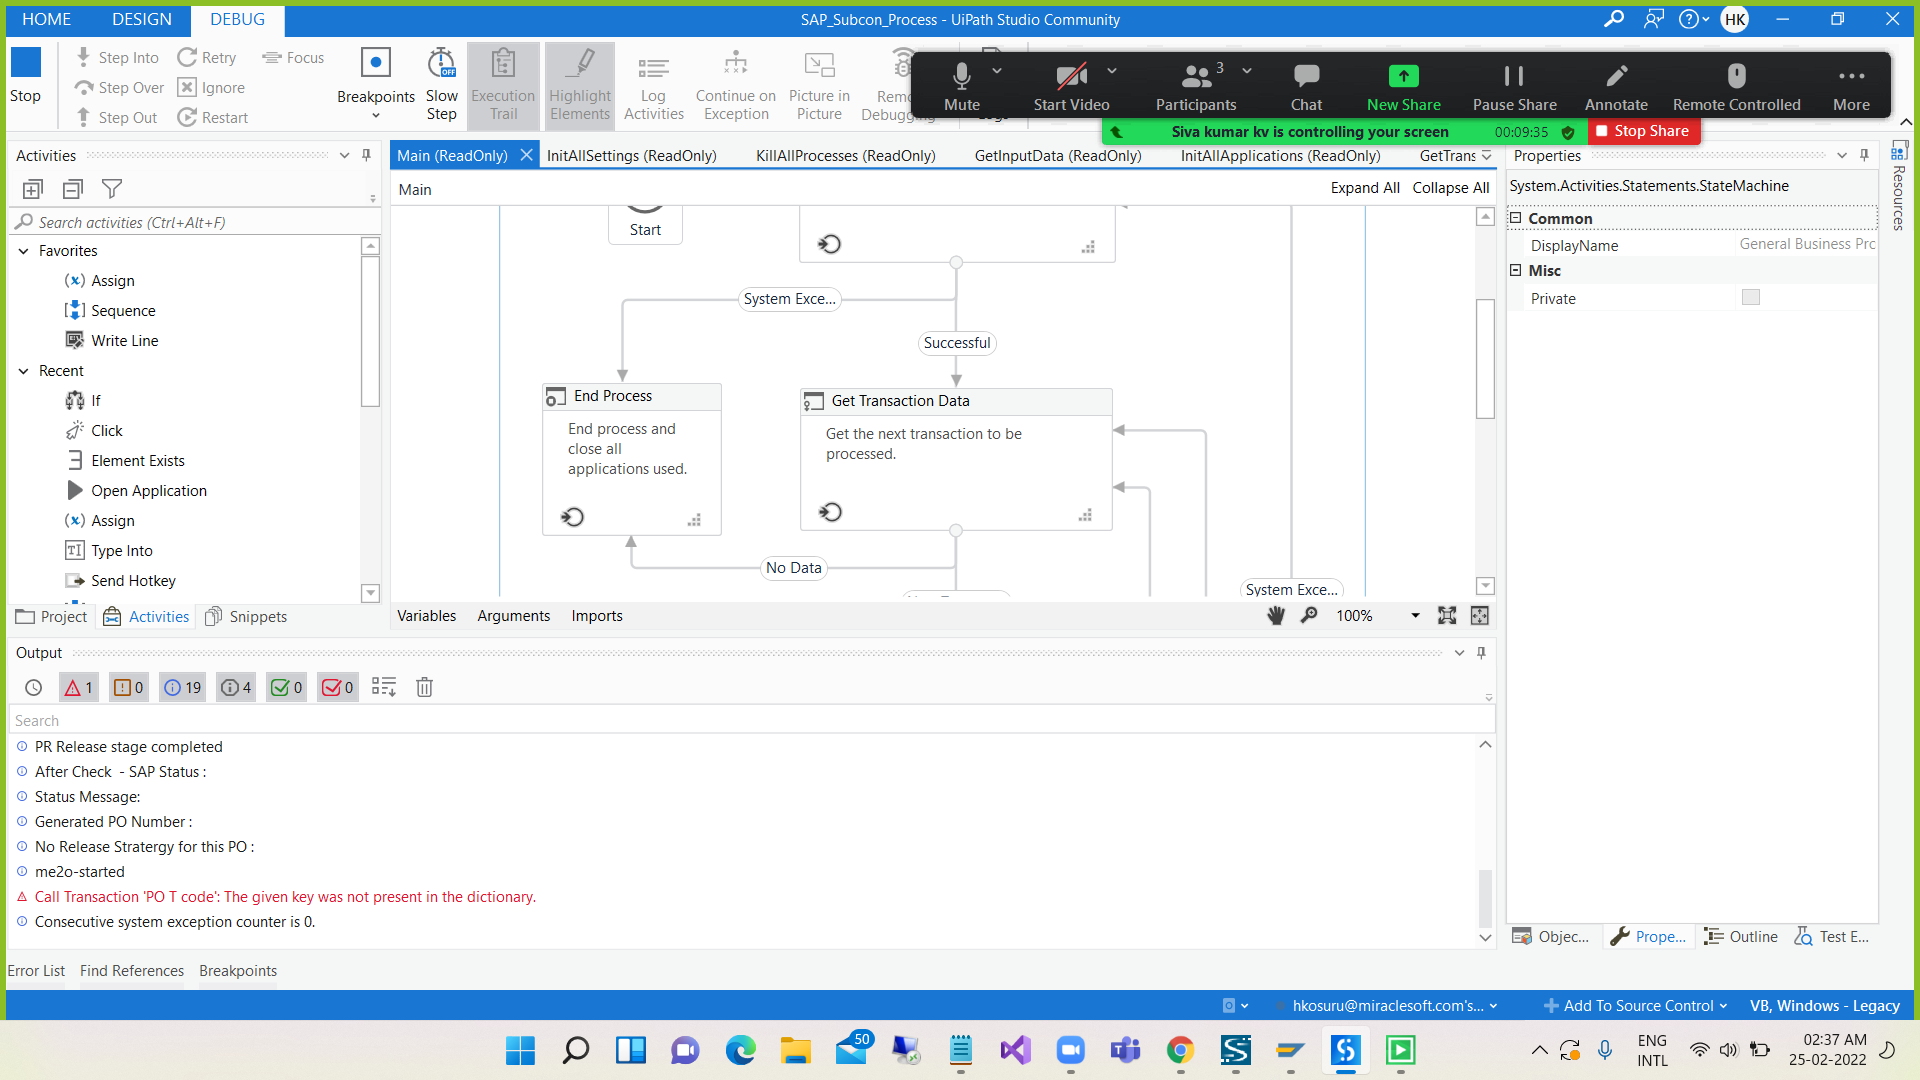 HOME DESIGN DEBUG
SAP_Subcon_Process - UiPath Studio Community
HK
Stop
Step Into
Step Over
Step Out
Retry
Ignore
Restart
Focus
Breakpoints
Slow Step
OFF
Execution Trail
Highlight Elements
Log Activities
Continue on Exception
Picture in Picture
Debugging
Mute
Start Video
Participants 3
Chat
New Share
Pause Share
Annotate
Remote Controlled
More
Siva kumar kv is controlling your screen 00:09:35 Stop Share
Activities
Search activities (Ctrl+Alt+F)
Favorites
Assign
Sequence
Write Line
Recent
If
Click
Element Exists
Open Application
Assign
Type Into
Send Hotkey
Project Activities Snippets
Main (ReadOnly) InitAllSettings (ReadOnly) KillAllProcesses (ReadOnly) GetInputData (ReadOnly) InitAllApplications (ReadOnly) GetTrans
Main
Expand All Collapse All
Start
System Exce...
Successful
End Process
End process and
close all
applications used.
Get Transaction Data
Get the next transaction to be
processed.
No Data
System Exce...
Variables Arguments Imports
100%
Properties
System.Activities.Statements.StateMachine
Common
DisplayName General Business Prc
Misc
Private
Resources
Objec... Prope... Outline Test E...
Output
1 0 19 4 0 0
Search
PR Release stage completed
After Check - SAP Status :
Status Message:
Generated PO Number :
No Release Stratergy for this PO :
me2o-started
Call Transaction 'PO T code': The given key was not present in the dictionary.
Consecutive system exception counter is 0.
Error List Find References Breakpoints
hkosuru@miraclesoft.com's... Add To Source Control VB, Windows - Legacy
50
ENG
INTL
02:37 AM
25-02-2022